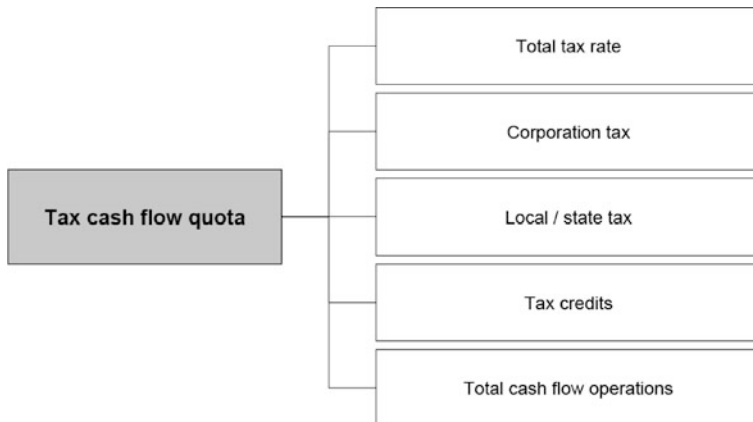 Total tax rate
Corporation tax
Tax cash flow quota
Local / state tax
Tax credits
Total cash flow operations